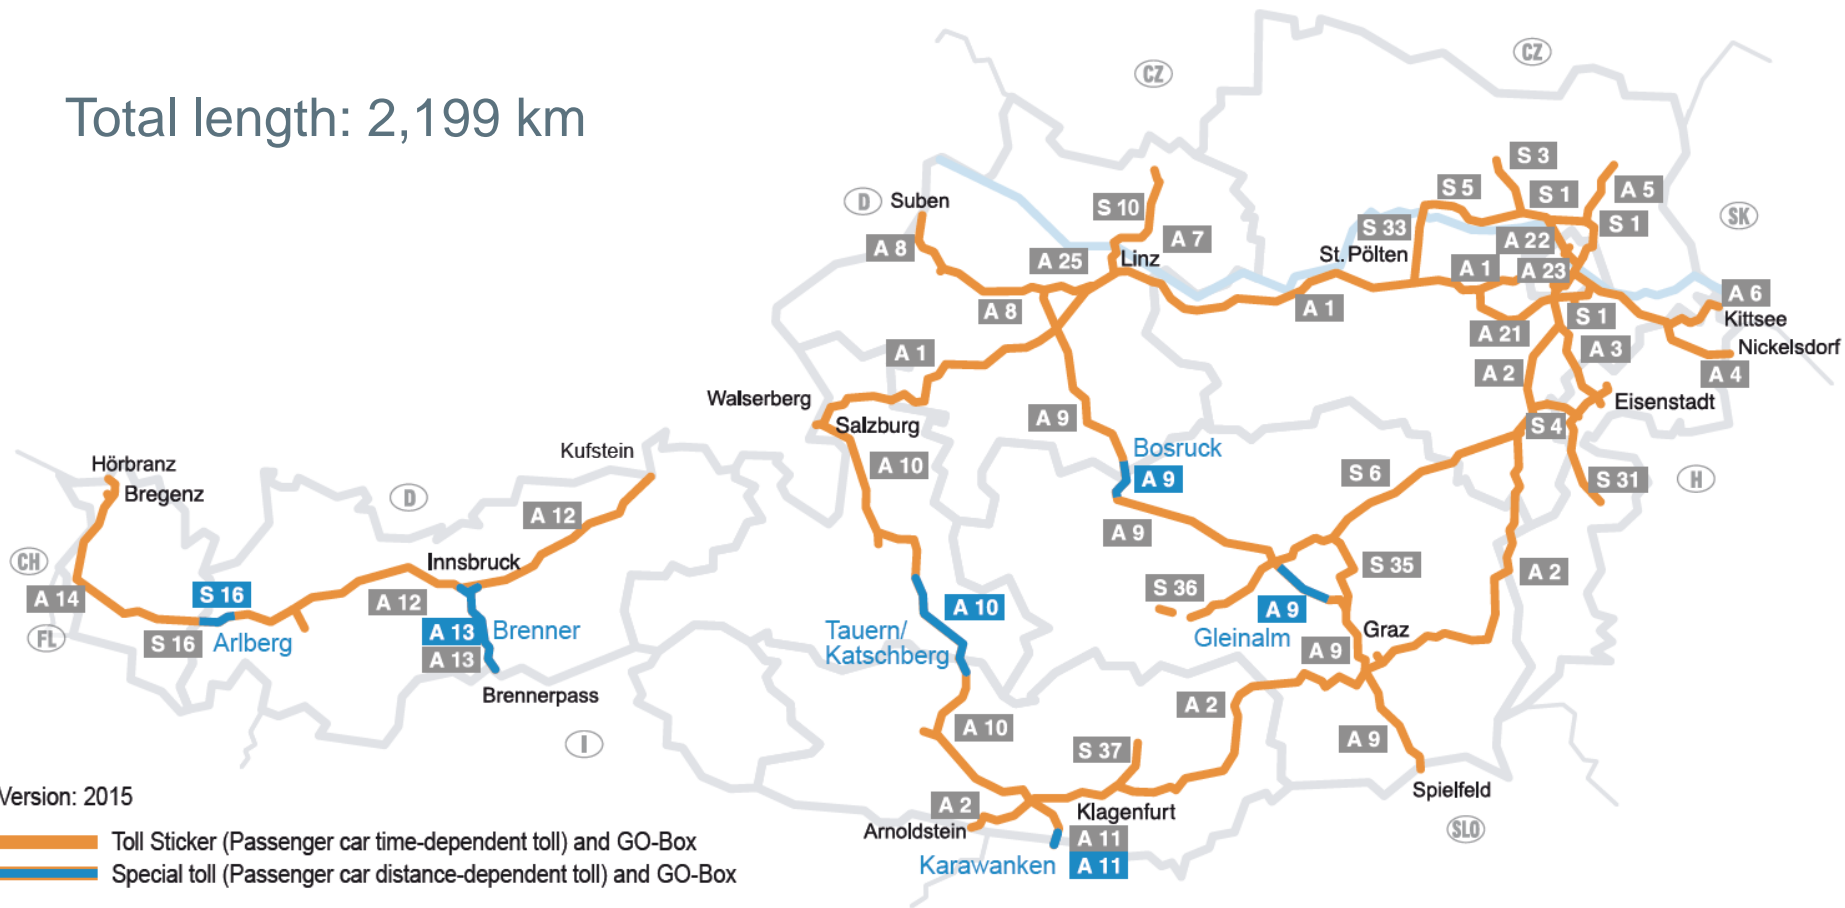 Total length: 2,199 km
CZ
CZ
S 3
S 5
S 1
A 5
D
Suben
S 10
SK
S 33
S 1
A 8
A 7
A 22
St. Pölten
Linz
A 25
A 1
A 23
A 6
A 8
A 1
S 1
Kittsee
A 21
A 1
A 3
Nickelsdorf
A 2
A 4
Walserberg
Eisenstadt
A 9
Salzburg
S 4
Bosruck
Kufstein
Hörbranz
A 10
S 6
A 9
S 31
H
Bregenz
D
A 12
A 9
CH
Innsbruck
S 35
A 2
S 36
A 14
S 16
A 12
A 10
A 9
FL
A 13
Brenner
Tauern/
Katschberg
Gleinalm
Graz
S 16
Arlberg
A 13
A 9
Brennerpass
A 2
A 10
I
S 37
A 9
Spielfeld
Version: 2015
A 2
Klagenfurt
Arnoldstein
SLO
Toll Sticker (Passenger car time-dependent toll) and GO-Box
A 11
Karawanken
A 11
Special toll (Passenger car distance-dependent toll) and GO-Box